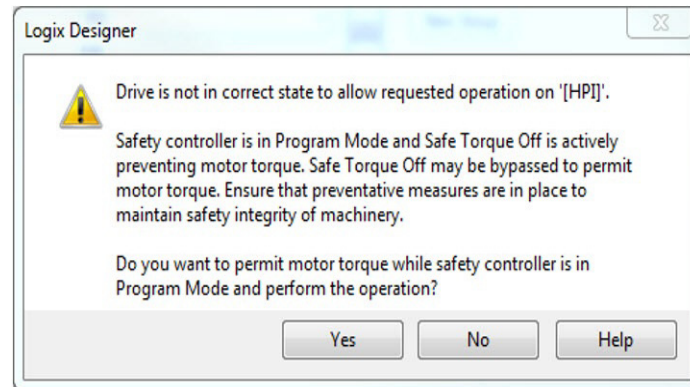 Logix Designer
Drive is not in correct state to allow requested operation on '[HPI]'.
Safety controller is in Program Mode and Safe Torque Off is actively
preventing motor torque. Safe Torque Off may be bypassed to permit
motor torque. Ensure that preventative measures are in place to
maintain safety integrity of machinery.
Do you want to permit motor torque while safety controller is in
Program Mode and perform the operation?
Yes No Help